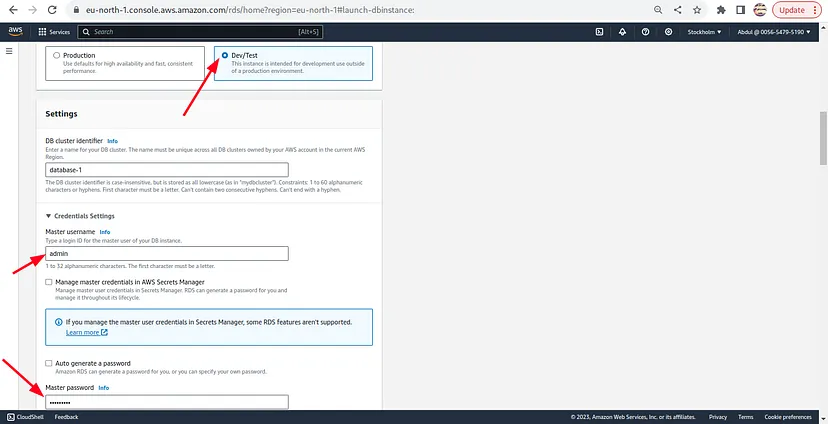 eu-north-1.console.aws.amazon.com/rds/home?region=eu-north-1#launch-dbinstance:
Update
aws
Services
Search
[Alt+S]
Stockholm
Abdul @ 0056-5479-5190
Production
Use defaults for high availability and fast, consistent
performance.
Dev/Test
This instance is intended for development use outside
of a production environment.
Settings
DB cluster identifier Info
Enter a name for your DB cluster. The name must be unique across all DB clusters owned by your AWS account in the current AWS
Region.
database-1
The DB cluster identifier is case-insensitive, but is stored as all lowercase (as in "mydbcluster"). Constraints: 1 to 60 alphanumeric
characters or hyphens. First character must be a letter. Can't contain two consecutive hyphens. Can't end with a hyphen.
Credentials Settings
Master username Info
Type a login ID for the master user of your DB instance.
admin
1 to 32 alphanumeric characters. The first character must be a letter.
Manage master credentials in AWS Secrets Manager
Manage master user credentials in Secrets Manager. RDS can generate a password for you and
manage it throughout its lifecycle.
If you manage the master user credentials in Secrets Manager, some RDS features aren't supported.
Learn more
Auto generate a password
Amazon RDS can generate a password for you, or you can specify your own password.
Master password Info
•••••••••
CloudShell
Feedback
© 2023, Amazon Web Services, Inc. or its affiliates.
Privacy
Terms
Cookie preferences